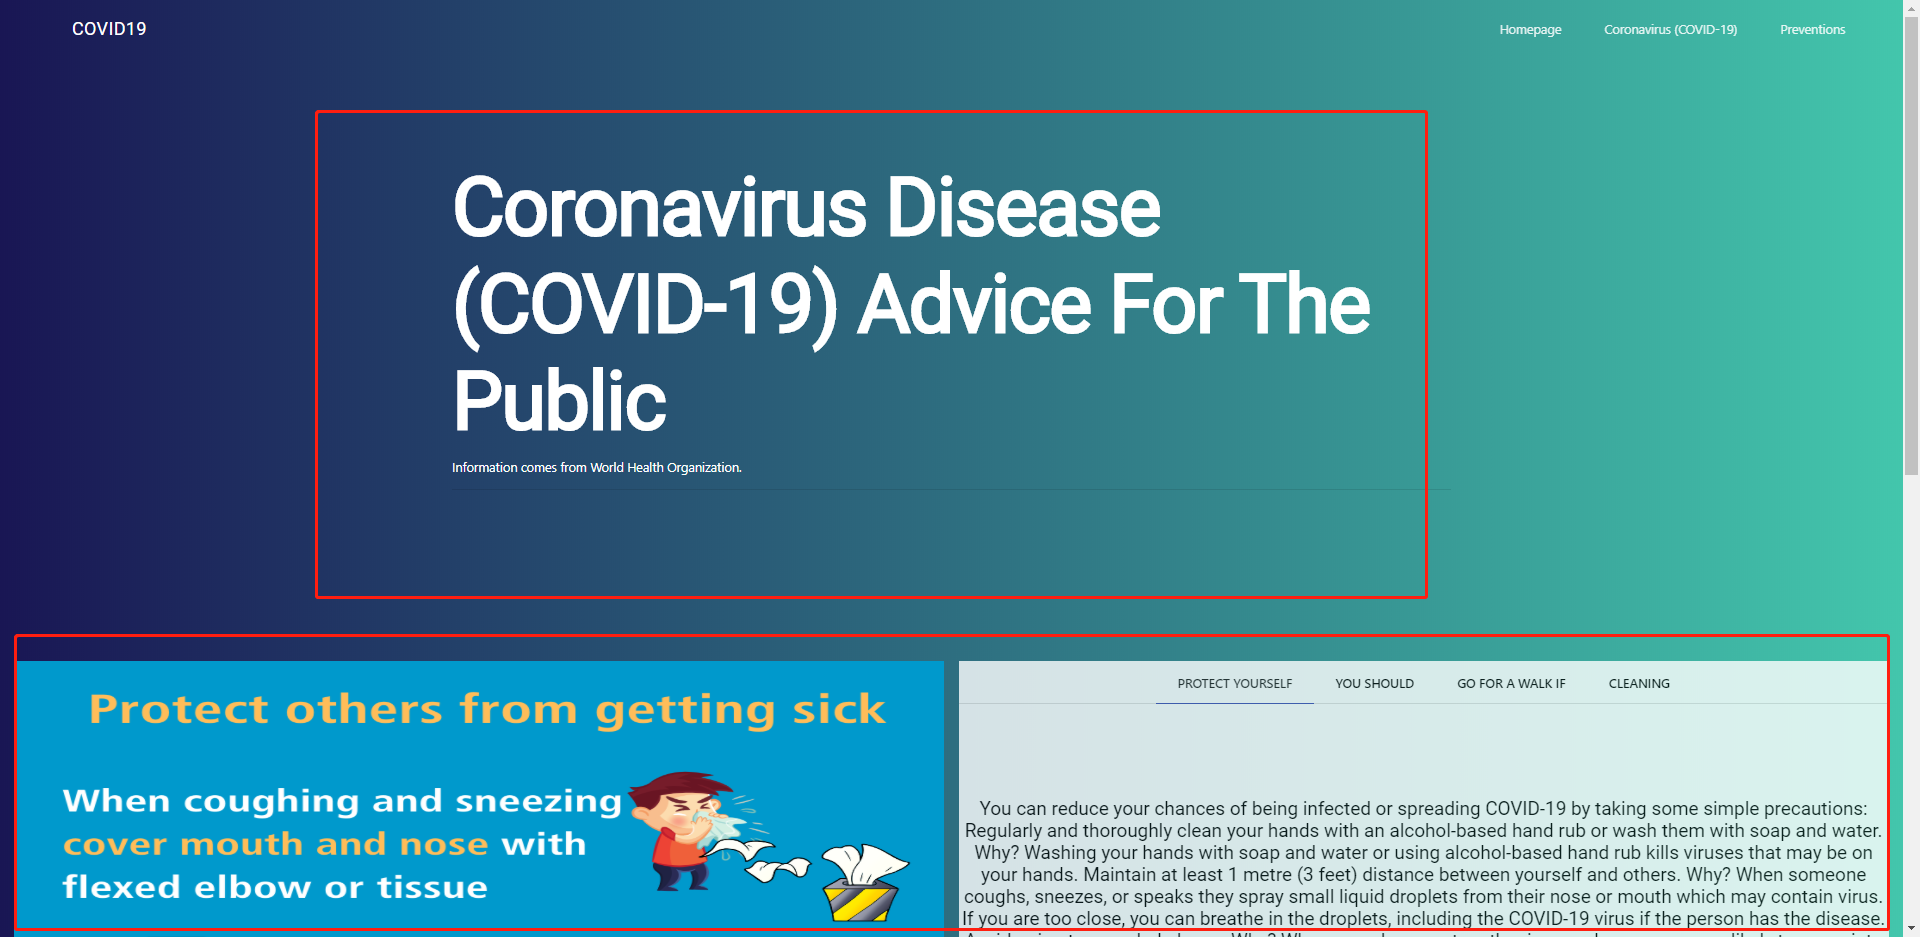 COVID19
Homepage
Coronavirus (COVID-19)
Preventions
Coronavirus Disease
(COVID-19) Advice For The
Public
Information comes from World Health Organization.
Protect others from getting sick
When coughing and sneezing
cover mouth and nose with
flexed elbow or tissue
PROTECT YOURSELF
YOU SHOULD
GO FOR A WALK IF
CLEANING
You can reduce your chances of being infected or spreading COVID-19 by taking some simple precautions:
Regularly and thoroughly clean your hands with an alcohol-based hand rub or wash them with soap and water.
Why? Washing your hands with soap and water or using alcohol-based hand rub kills viruses that may be on
your hands. Maintain at least 1 metre (3 feet) distance between yourself and others. Why? When someone
coughs, sneezes, or speaks they spray small liquid droplets from their nose or mouth which may contain virus.
If you are too close, you can breathe in the droplets, including the COVID-19 virus if the person has the disease.